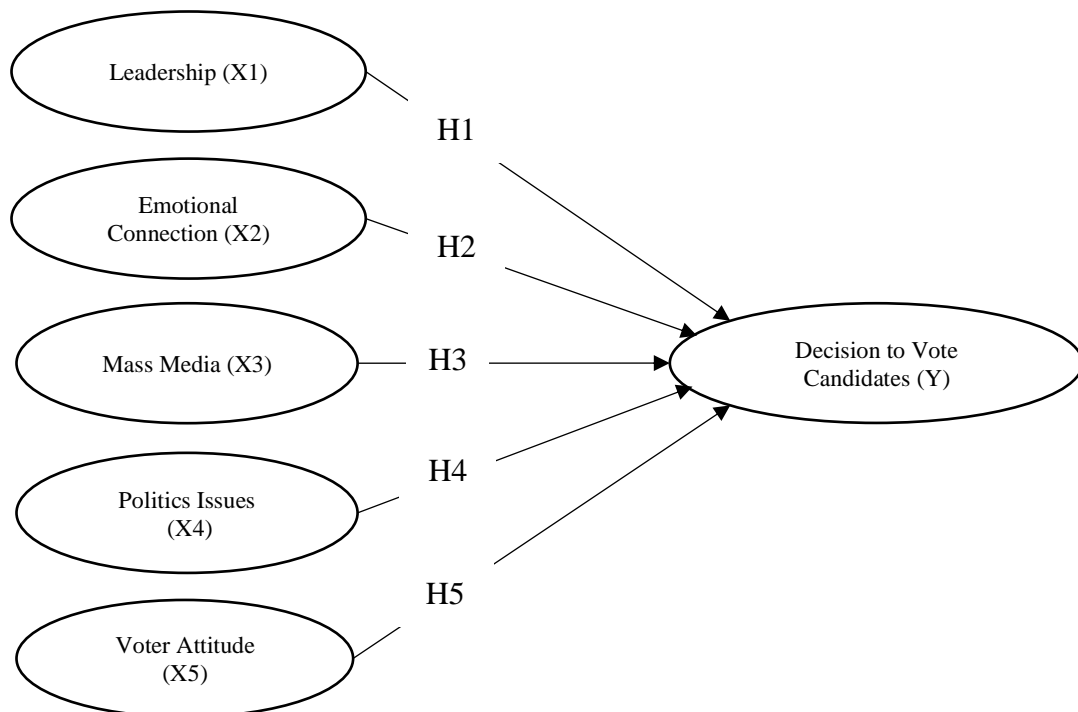 Leadership (X1)
H1
Emotional
Connection (X2)
H2
Mass Media (X3)
H3
Decision to Vote
Candidates (Y)
H4
Politics Issues
(X4)
H5
Voter Attitude
(X5)